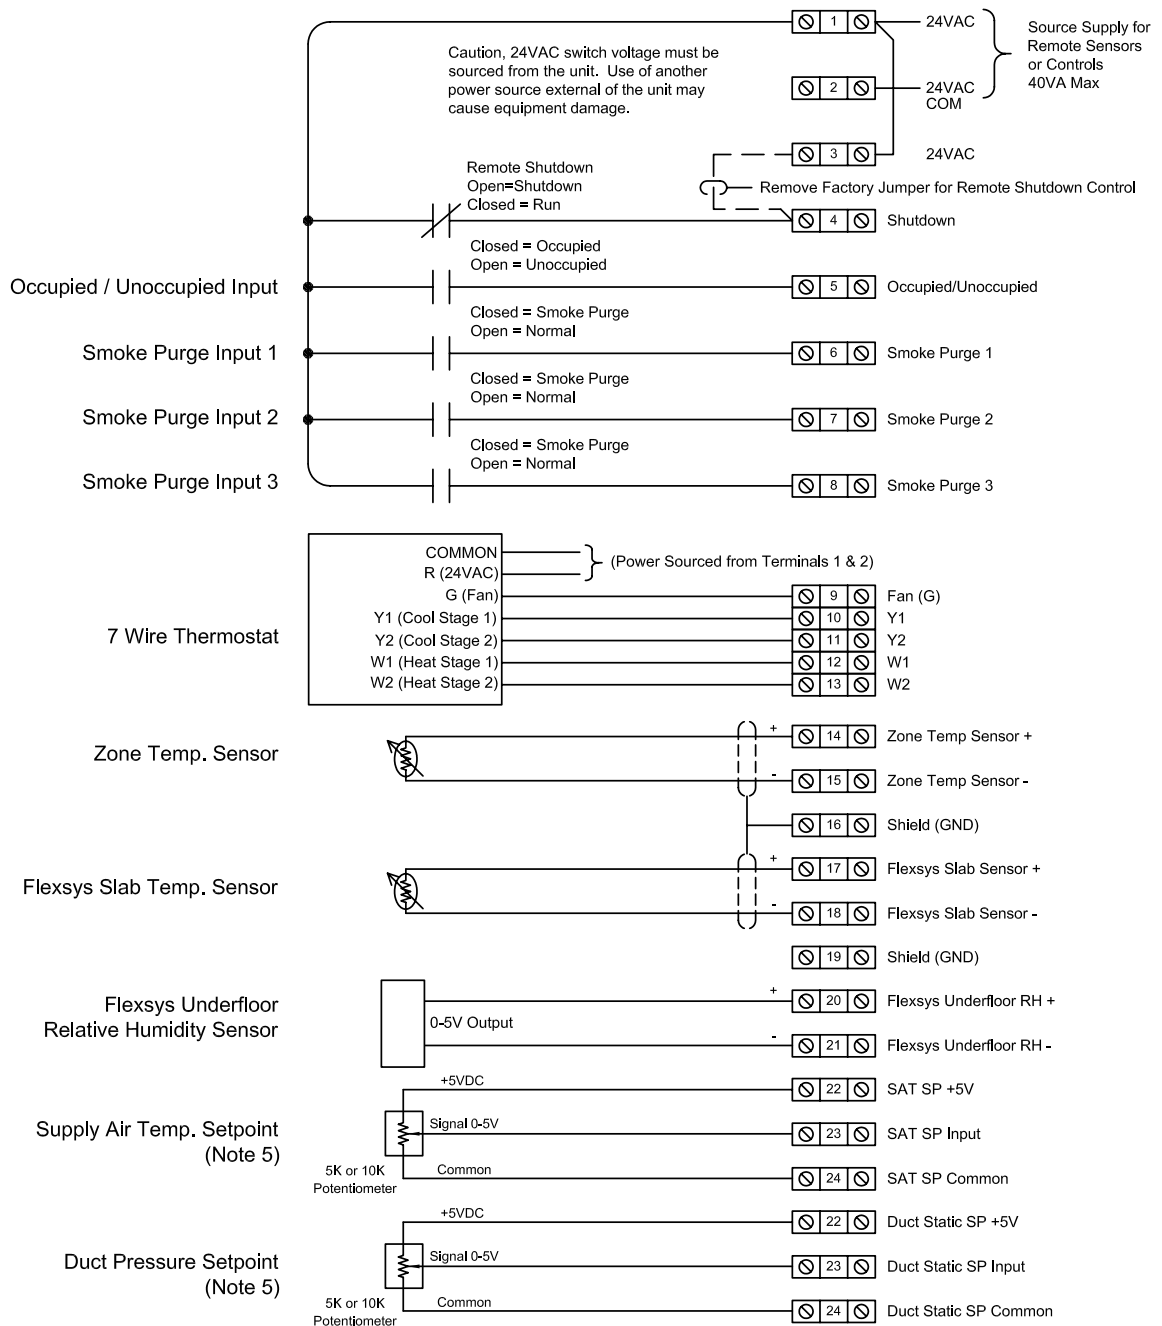 1 24VAC
Source Supply for
Remote Sensors
or Controls
40VA Max
Caution, 24VAC switch voltage must be
sourced from the unit. Use of another
power source external of the unit may
cause equipment damage.
2 24VAC
COM
3 24VAC
Remote Shutdown
Open=Shutdown
Closed = Run
Remove Factory Jumper for Remote Shutdown Control
4 Shutdown
Closed = Occupied
Open = Unoccupied
Occupied / Unoccupied Input
5 Occupied/Unoccupied
Closed = Smoke Purge
Open = Normal
Smoke Purge Input 1
6 Smoke Purge 1
Closed = Smoke Purge
Open = Normal
Smoke Purge Input 2
7 Smoke Purge 2
Closed = Smoke Purge
Open = Normal
Smoke Purge Input 3
8 Smoke Purge 3
7 Wire Thermostat
COMMON
R (24VAC)
(Power Sourced from Terminals 1 & 2)
G (Fan) 9 Fan (G)
Y1 (Cool Stage 1) 10 Y1
Y2 (Cool Stage 2) 11 Y2
W1 (Heat Stage 1) 12 W1
W2 (Heat Stage 2) 13 W2
Zone Temp. Sensor
+ 14 Zone Temp Sensor +
- 15 Zone Temp Sensor -
16 Shield (GND)
Flexsys Slab Temp. Sensor
+ 17 Flexsys Slab Sensor +
- 18 Flexsys Slab Sensor -
19 Shield (GND)
Flexsys Underfloor
Relative Humidity Sensor
0-5V Output
+ 20 Flexsys Underfloor RH +
- 21 Flexsys Underfloor RH -
Supply Air Temp. Setpoint
(Note 5)
+5VDC 22 SAT SP +5V
Signal 0-5V 23 SAT SP Input
5K or 10K
Potentiometer
Common 24 SAT SP Common
Duct Pressure Setpoint
(Note 5)
+5VDC 22 Duct Static SP +5V
Signal 0-5V 23 Duct Static SP Input
5K or 10K
Potentiometer
Common 24 Duct Static SP Common